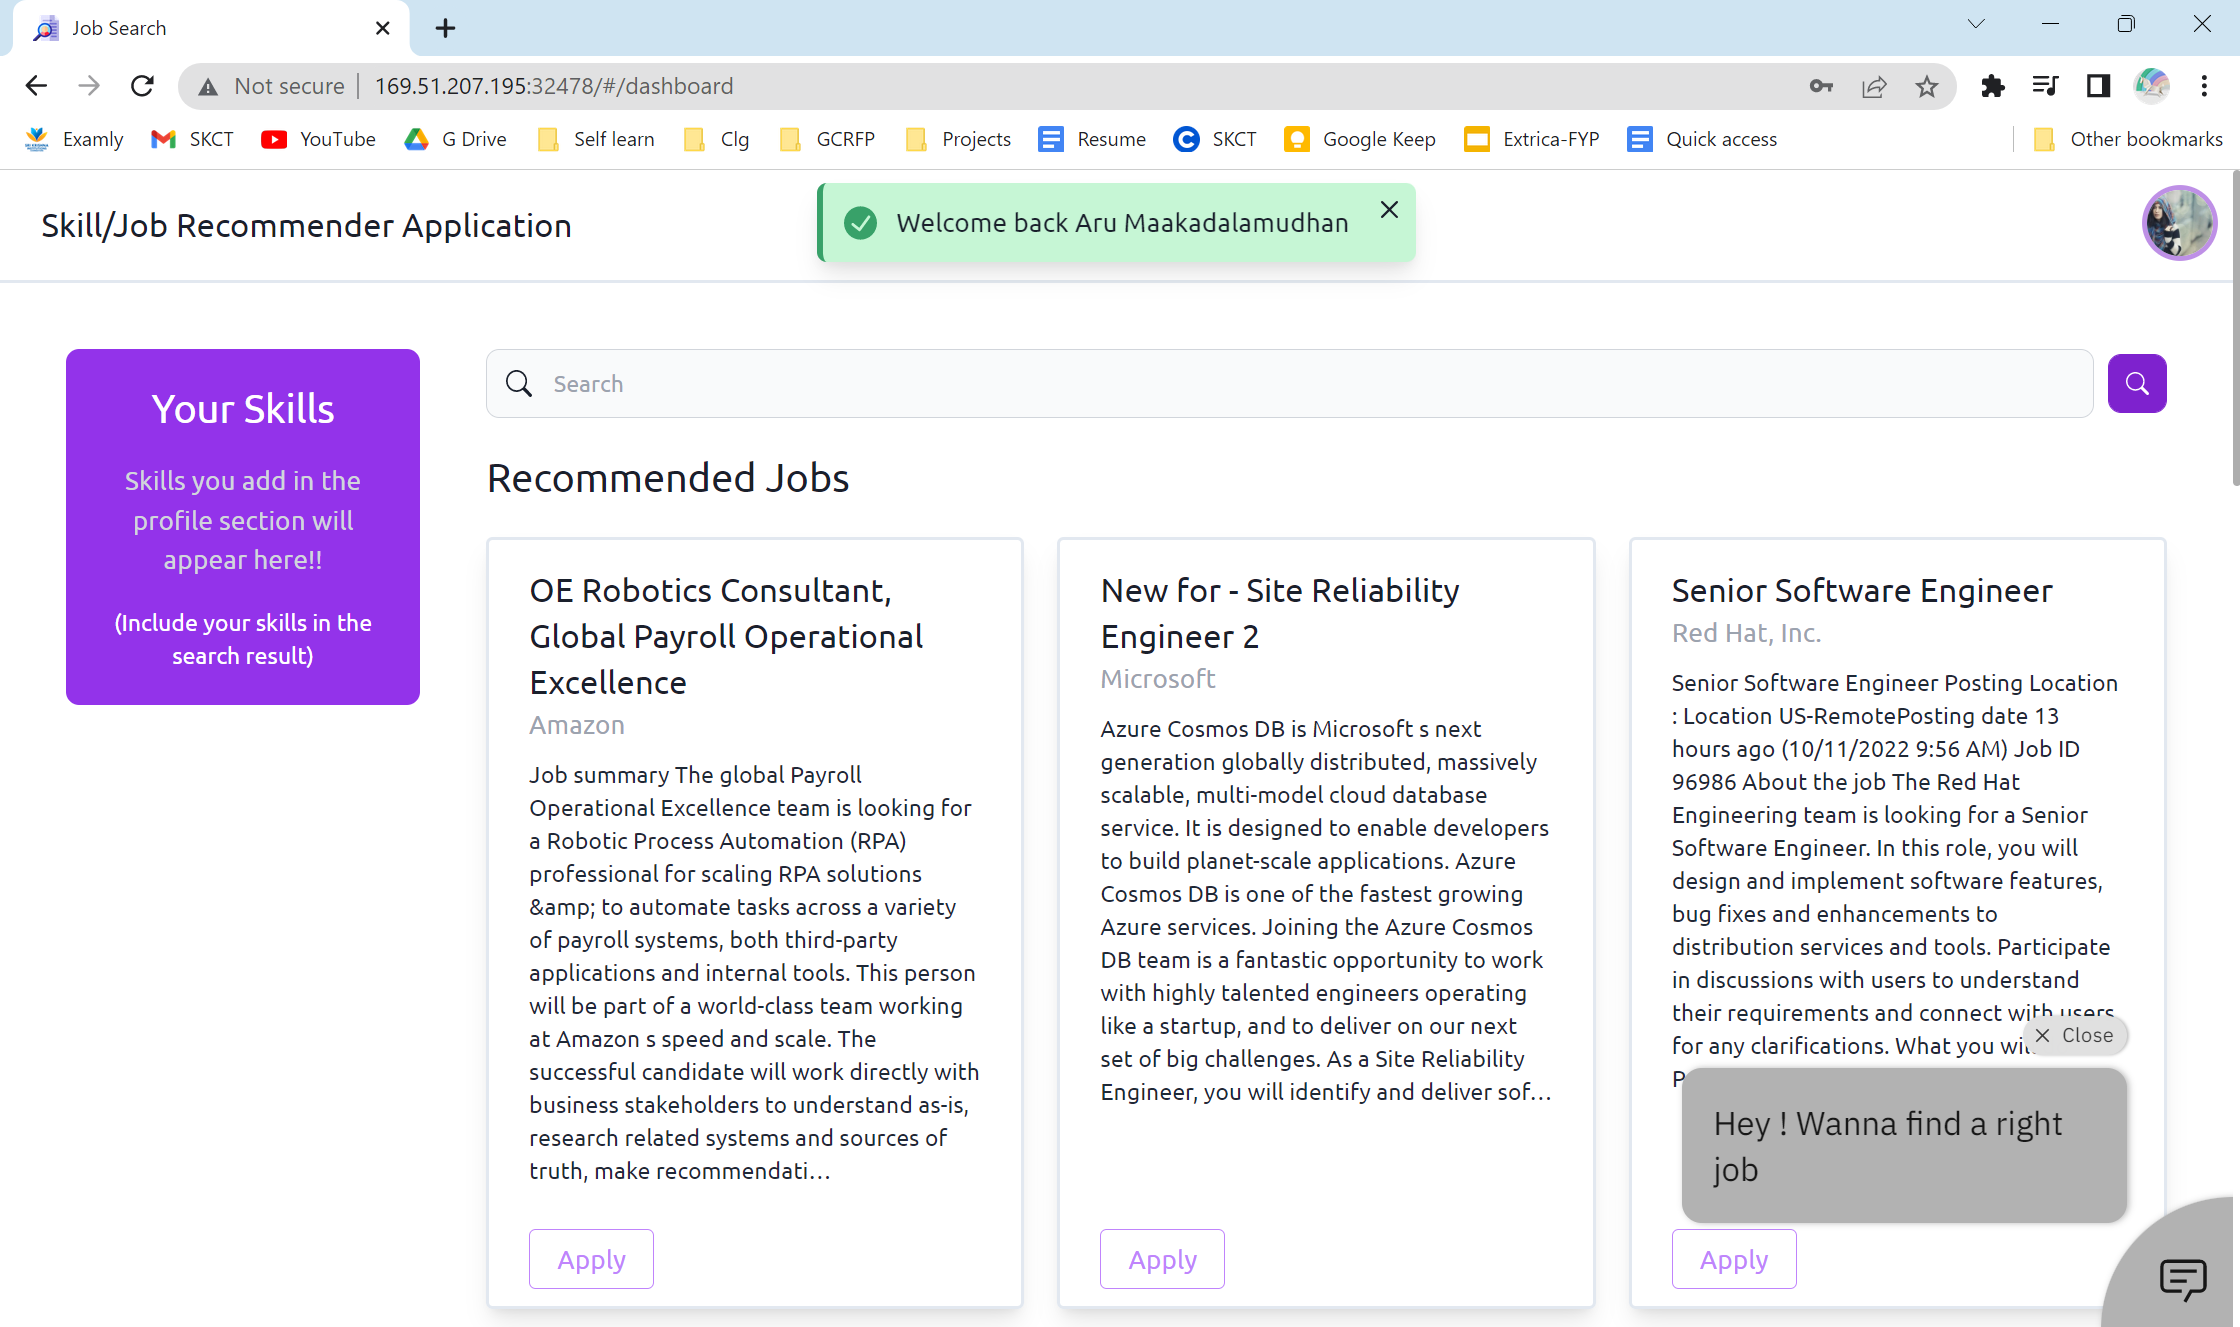 Job Search
Not secure
169.51.207.195:32478/#/dashboard
Examly
SKCT
YouTube
G Drive
Self learn
Clg
GCRFP
Projects
Resume
SKCT
Google Keep
Extrica-FYP
Quick access
Other bookmarks
Skill/Job Recommender Application
Welcome back Aru Maakadalamudhan
Your Skills
Skills you add in the
profile section will
appear here!!
(Include your skills in the
search result)
Search
Recommended Jobs
OE Robotics Consultant,
Global Payroll Operational
Excellence
Amazon
Job summary The global Payroll
Operational Excellence team is looking for
a Robotic Process Automation (RPA)
professional for scaling RPA solutions
&amp; to automate tasks across a variety
of payroll systems, both third-party
applications and internal tools. This person
will be part of a world-class team working
at Amazon s speed and scale. The
successful candidate will work directly with
business stakeholders to understand as-is,
research related systems and sources of
truth, make recommendati…
Apply
New for - Site Reliability
Engineer 2
Microsoft
Azure Cosmos DB is Microsoft s next
generation globally distributed, massively
scalable, multi-model cloud database
service. It is designed to enable developers
to build planet-scale applications. Azure
Cosmos DB is one of the fastest growing
Azure services. Joining the Azure Cosmos
DB team is a fantastic opportunity to work
with highly talented engineers operating
like a startup, and to deliver on our next
set of big challenges. As a Site Reliability
Engineer, you will identify and deliver sof…
Apply
Senior Software Engineer
Red Hat, Inc.
Senior Software Engineer Posting Location
: Location US-RemotePosting date 13
hours ago (10/11/2022 9:56 AM) Job ID
96986 About the job The Red Hat
Engineering team is looking for a Senior
Software Engineer. In this role, you will
design and implement software features,
bug fixes and enhancements to
distribution services and tools. Participate
in discussions with users to understand
their requirements and connect with users
for any clarifications. What you
Apply
Close
Hey ! Wanna find a right
job